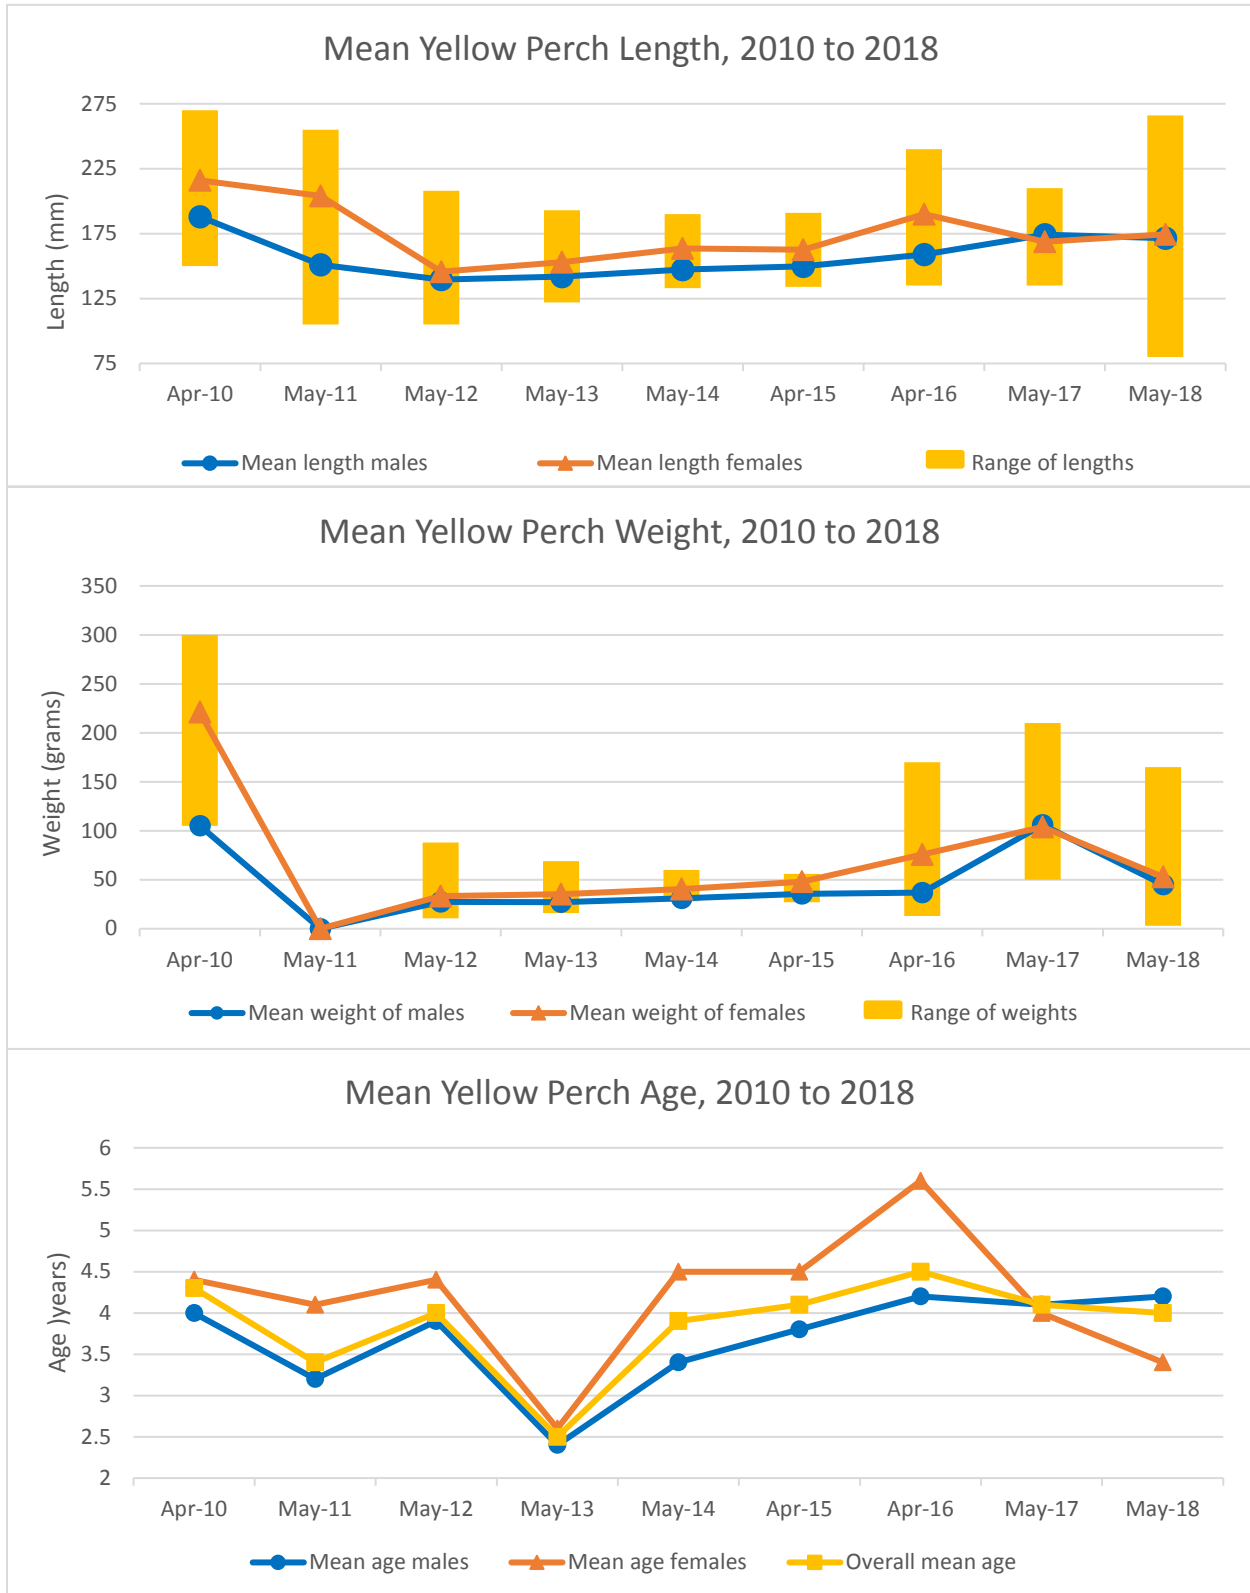 Mean Yellow Perch Length, 2010 to 2018
275
225
175
125
75
Length (mm)
Apr-10 May-11 May-12 May-13 May-14 Apr-15 Apr-16 May-17 May-18
Mean length males Mean length females Range of lengths
Mean Yellow Perch Weight, 2010 to 2018
350
300
250
200
150
100
50
0
Weight (grams)
Apr-10 May-11 May-12 May-13 May-14 Apr-15 Apr-16 May-17 May-18
Mean weight of males Mean weight of females Range of weights
Mean Yellow Perch Age, 2010 to 2018
6
5.5
5
4.5
4
3.5
3
2.5
2
Age )years)
Apr-10 May-11 May-12 May-13 May-14 Apr-15 Apr-16 May-17 May-18
Mean age males Mean age females Overall mean age